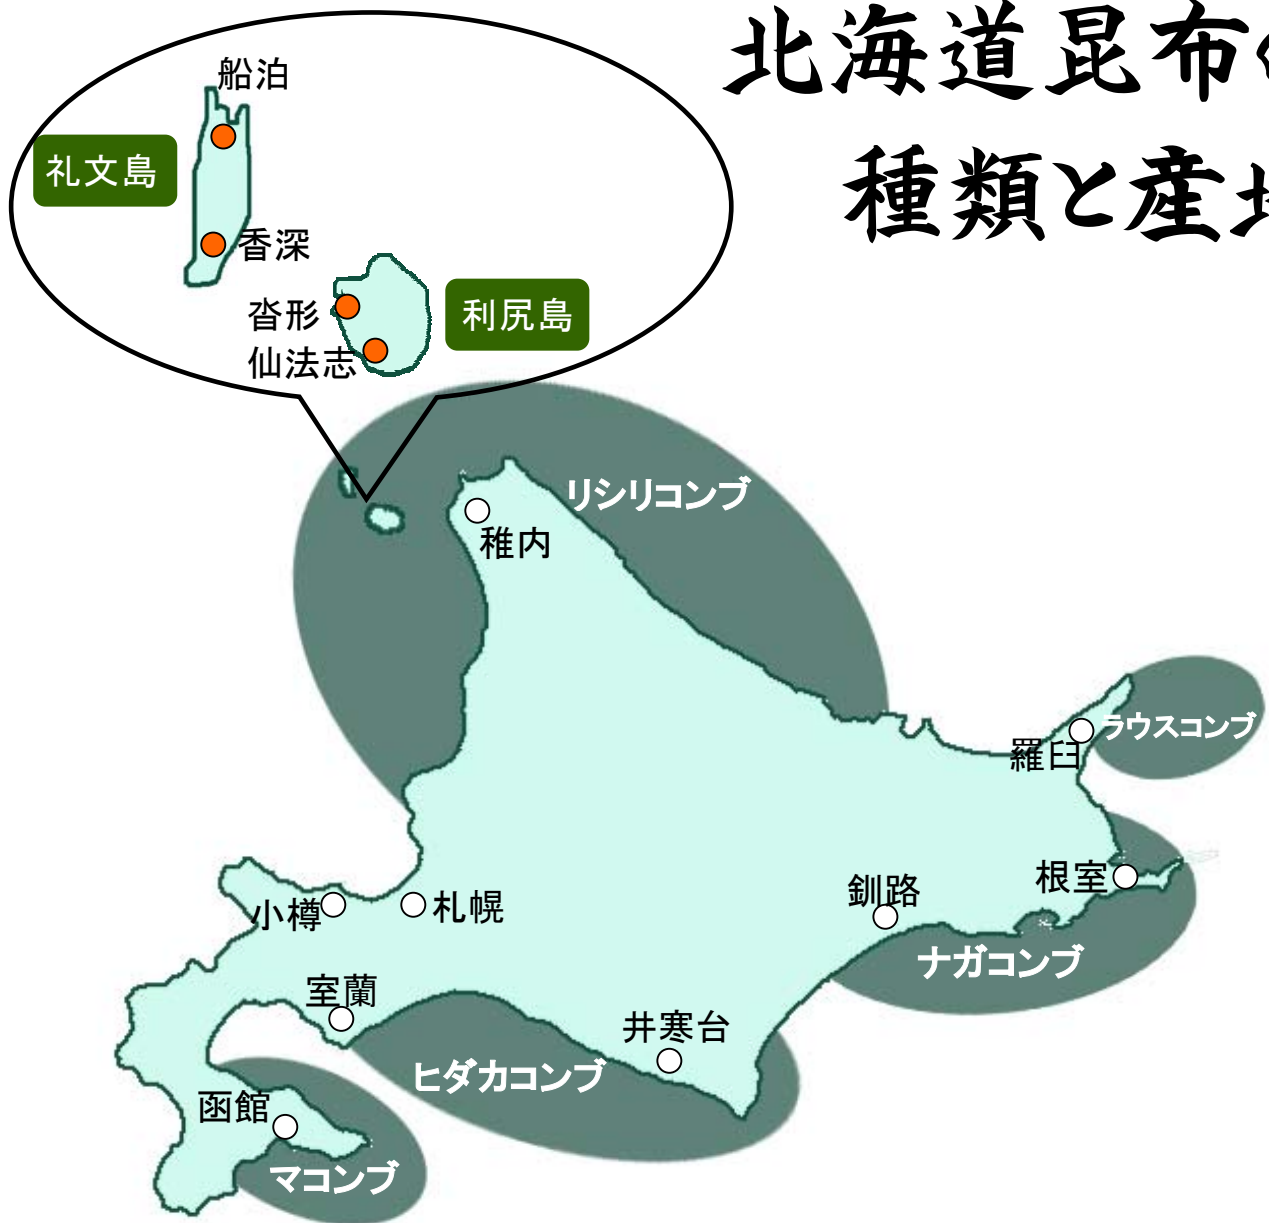 北海道昆布
種類と産地
船泊
礼文島
香深
沓形
利尻島
仙法志
リシリコンブ
稚内
ラウスコンブ
羅臼
根室
釧路
小樽
札幌
ナガコンブ
室蘭
井寒台
ヒダカコンブ
函館
マコンブ